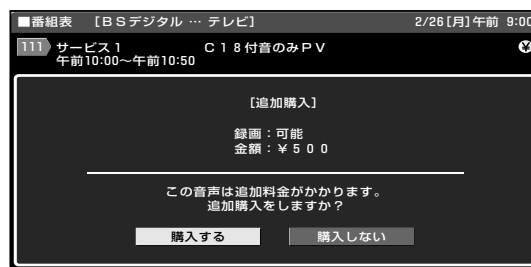 ■番組表 [BSデジタル … テレビ] 2/26[月]午前 9:00
111 サービス1 C18付音のみPV ¥
午前10:00～午前10:50
[追加購入]
録画：可能
金額：￥５００
この音声は追加料金がかかります。
追加購入をしますか？
購入する 購入しない